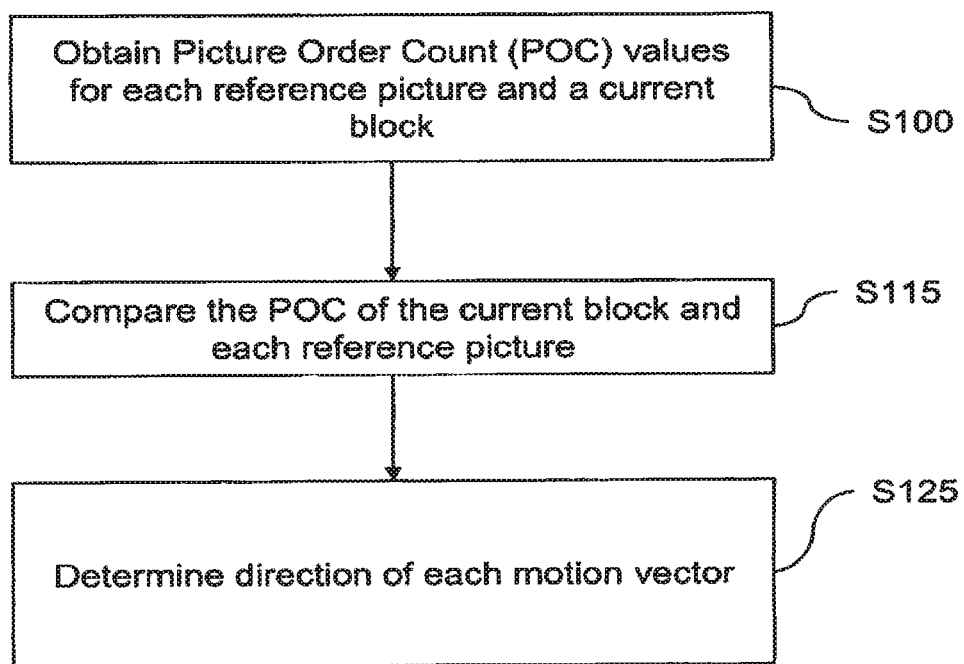 Obtain Picture Order Count (POC) values
for each reference picture and a current
block
S100
Compare the POC of the current block and
each reference picture
S115
Determine direction of each motion vector
S125